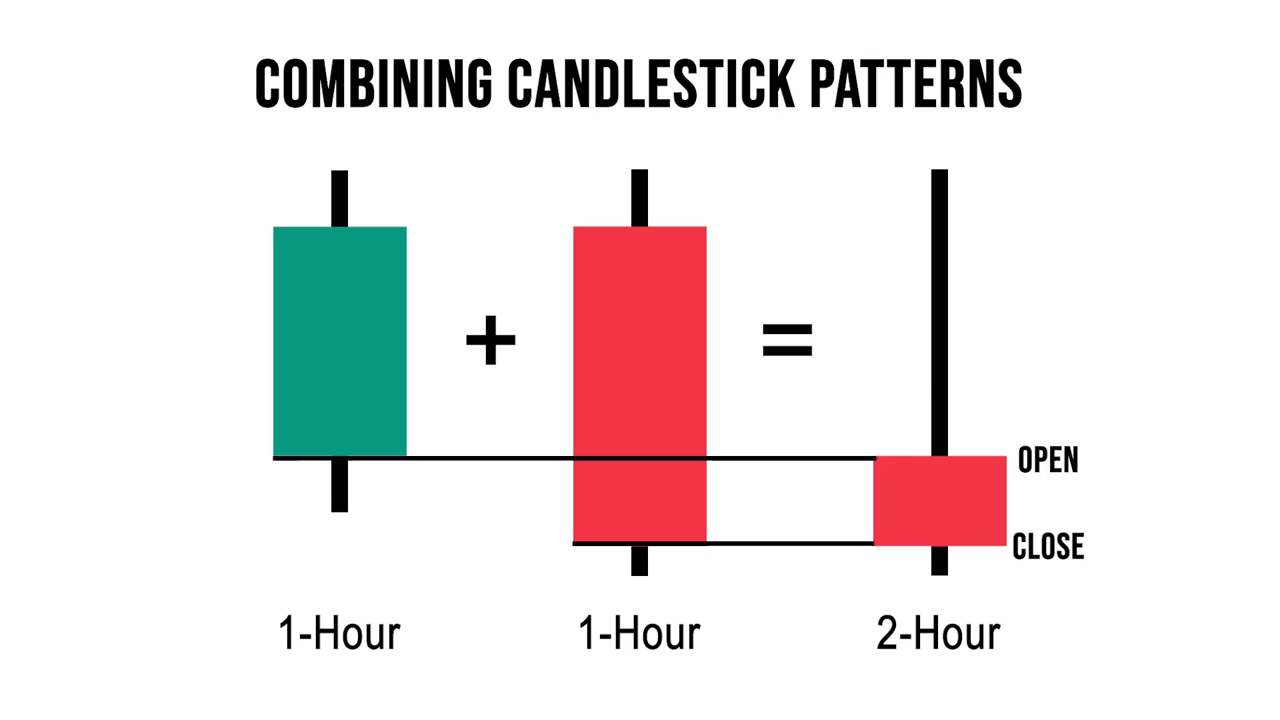 COMBINING CANDLESTICK PATTERNS
+
=
OPEN
CLOSE
1-Hour
1-Hour
2-Hour